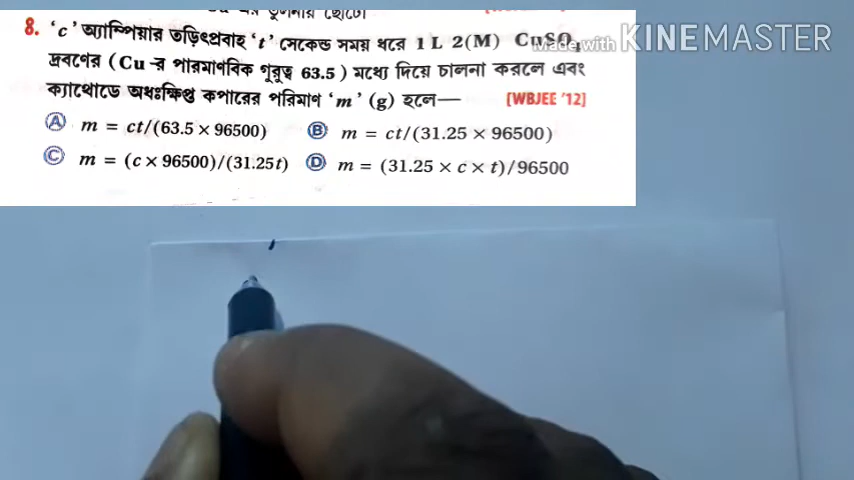 তুলনায় ছোটো
8. ‘c’ অ্যাম্পিয়ার তড়িৎপ্রবাহ ‘t’ সেকেন্ড সময় ধরে 1 L 2(M) CuSO₄
Made with KINEMASTER
দ্রবণের (Cu-র পারমাণবিক গুরুত্ব 63.5) মধ্যে দিয়ে চালনা করলে এবং
ক্যাথোডে অধঃক্ষিপ্ত কপারের পরিমাণ ‘m’ (g) হলে— [WBJEE '12]
Ⓐ m = ct/(63.5 × 96500) Ⓑ m = ct/(31.25 × 96500)
Ⓒ m = (c × 96500)/(31.25t) Ⓓ m = (31.25 × c × t)/96500